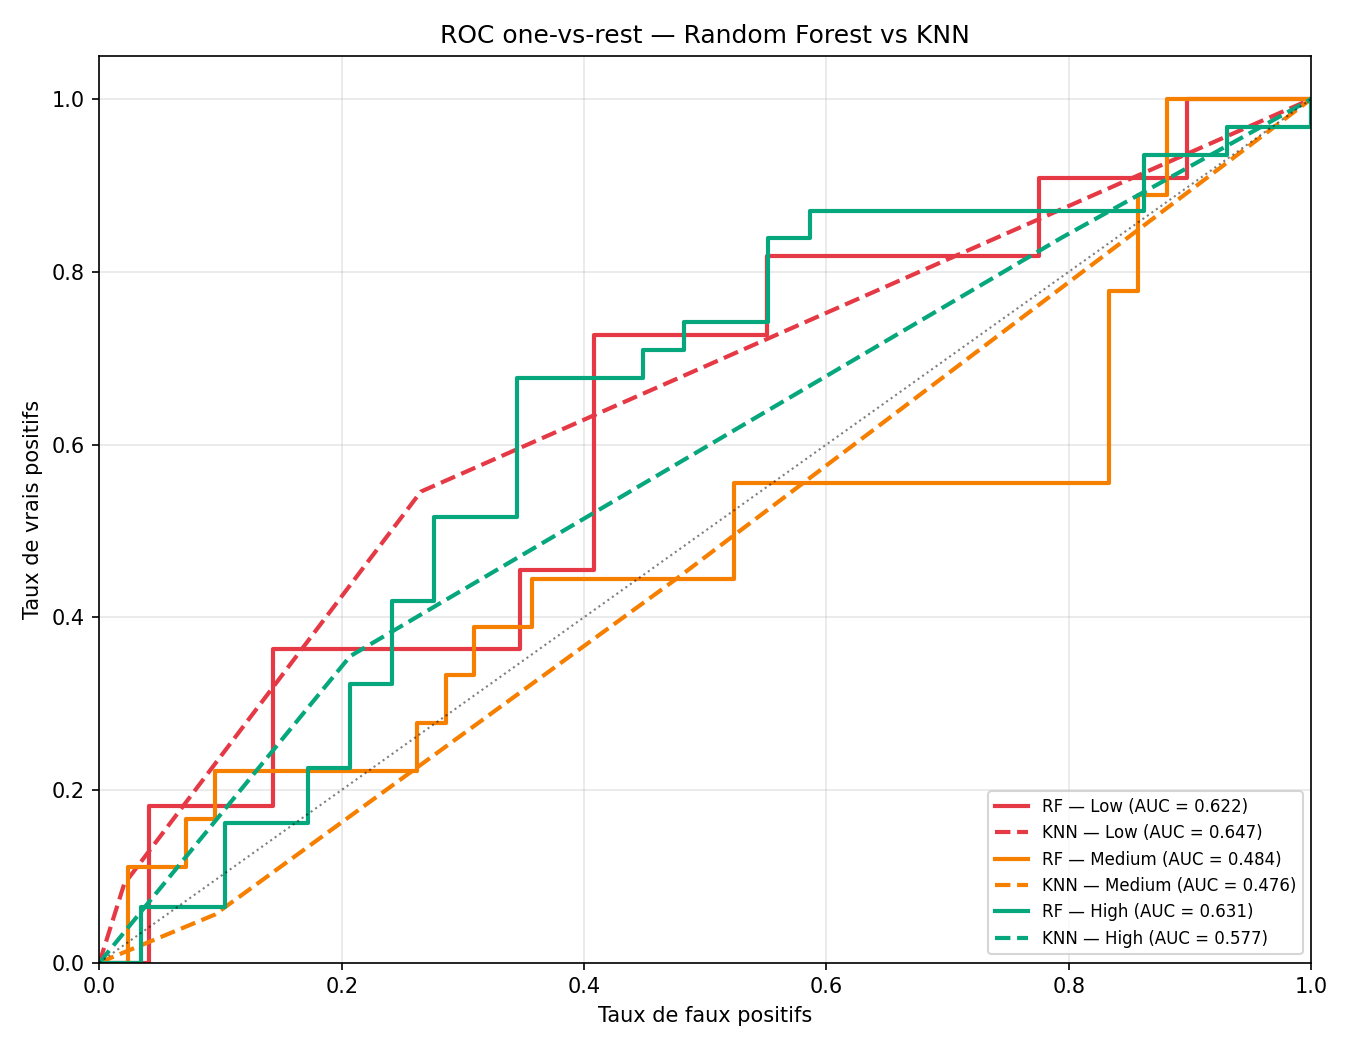 ROC one-vs-rest — Random Forest vs KNN
1.0
0.8
0.6
0.4
0.2
0.0
Taux de vrais positifs
0.0 0.2 0.4 0.6 0.8 1.0
Taux de faux positifs
RF — Low (AUC = 0.622)
KNN — Low (AUC = 0.647)
RF — Medium (AUC = 0.484)
KNN — Medium (AUC = 0.476)
RF — High (AUC = 0.631)
KNN — High (AUC = 0.577)